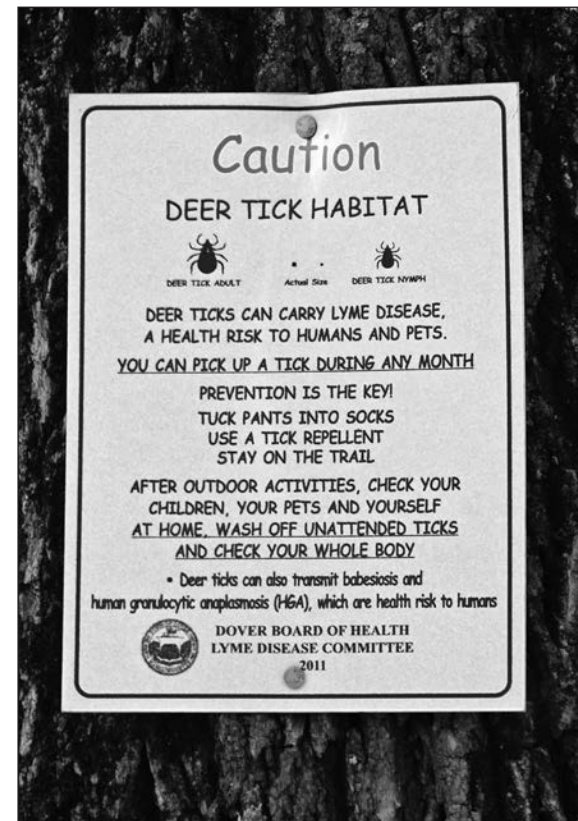 Caution
DEER TICK HABITAT
DEER TICK ADULT Actual Size DEER TICK NYMPH
DEER TICKS CAN CARRY LYME DISEASE,
A HEALTH RISK TO HUMANS AND PETS.
YOU CAN PICK UP A TICK DURING ANY MONTH
PREVENTION IS THE KEY!
TUCK PANTS INTO SOCKS
USE A TICK REPELLENT
STAY ON THE TRAIL
AFTER OUTDOOR ACTIVITIES, CHECK YOUR
CHILDREN, YOUR PETS AND YOURSELF
AT HOME, WASH OFF UNATTENDED TICKS
AND CHECK YOUR WHOLE BODY
• Deer ticks can also transmit babesiosis and
human granulocytic anaplasmosis (HGA), which are health risk to humans
DOVER BOARD OF HEALTH
LYME DISEASE COMMITTEE
2011